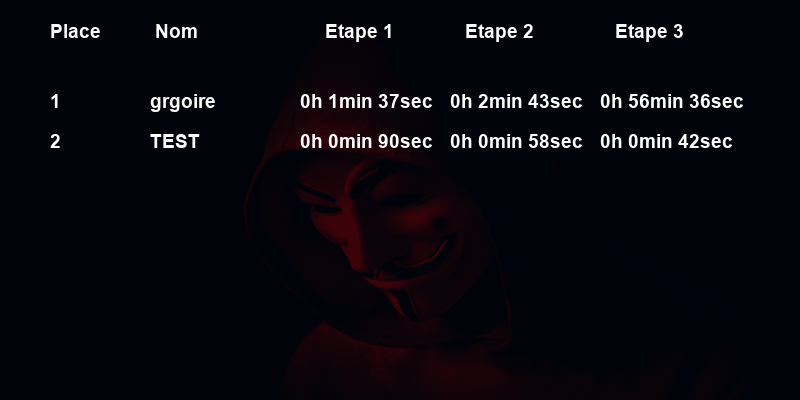 Place Nom Etape 1 Etape 2 Etape 3
1 grgoire 0h 1min 37sec 0h 2min 43sec 0h 56min 36sec
2 TEST 0h 0min 90sec 0h 0min 58sec 0h 0min 42sec